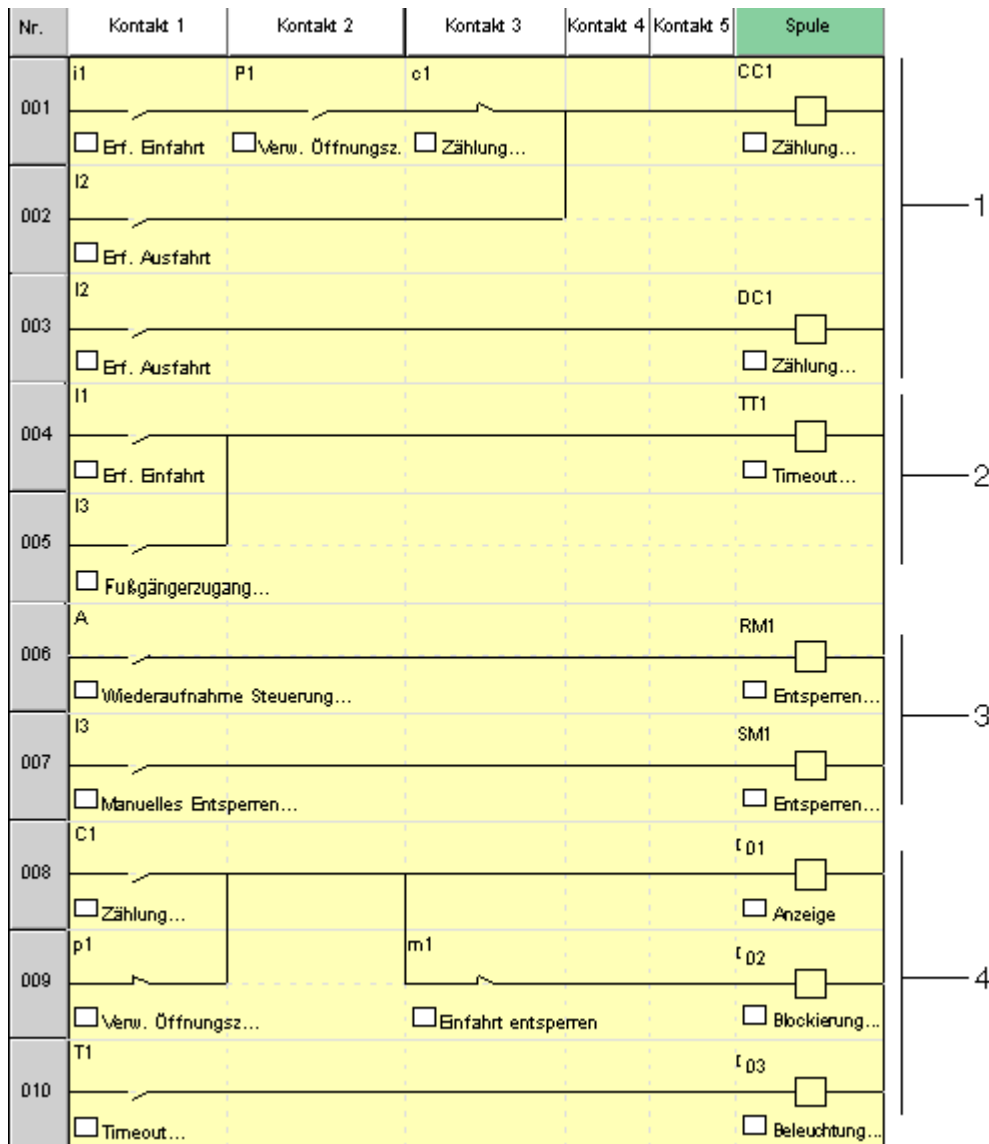 Nr. Kontakt 1 Kontakt 2 Kontakt 3 Kontakt 4 Kontakt 5 Spule
i1 P1 c1 CC1
001
Erf. Einfahrt Verw. Öffnungsz. Zählung... Zählung...
I2
002
Erf. Ausfahrt
1
I2 DC1
003
Erf. Ausfahrt Zählung...
I1 TT1
004
Erf. Einfahrt Timeout...
2
I3
005
Fußgängerzugang...
A RM1
006
Wiederaufnahme Steuerung... Entsperren...
3
I3 SM1
007
Manuelles Entsperren... Entsperren...
C1 [ O1
008
Zählung... Anzeige
p1 m1 [ O2
009
4
Verw. Öffnungsz... Einfahrt entsperren Blockierung...
T1 [ O3
010
Timeout... Beleuchtung...